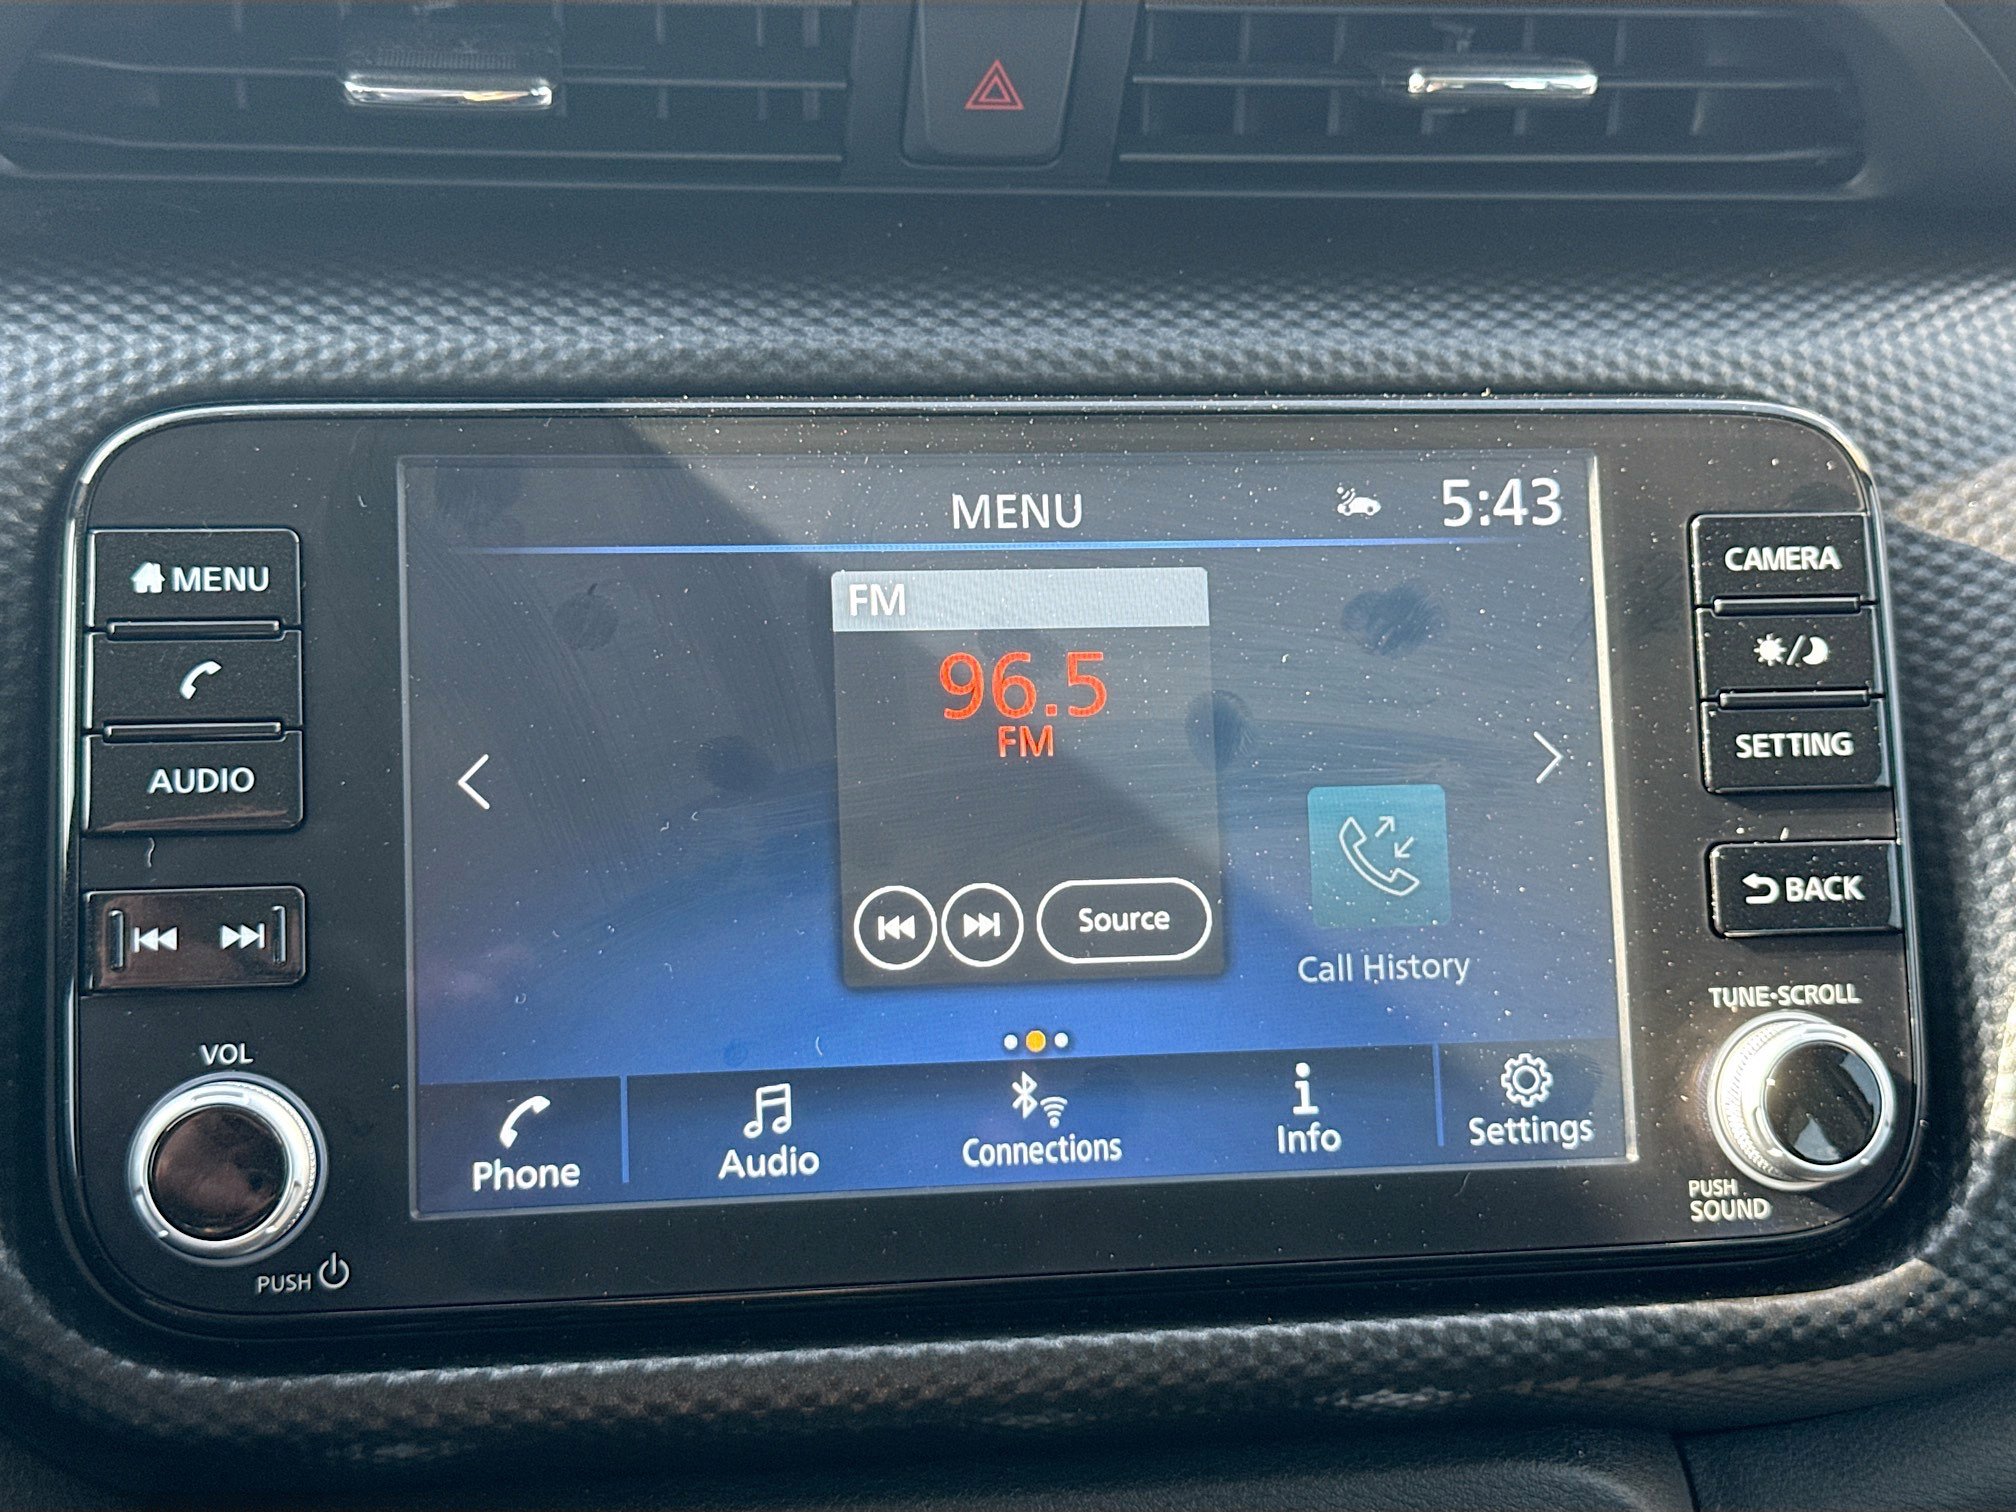 MENU
5:43
MENU
CAMERA
FM
96.5
FM
SETTING
AUDIO
BACK
Source
Call History
TUNE•SCROLL
VOL
Phone
Audio
Connections
Info
Settings
PUSH
SOUND
PUSH